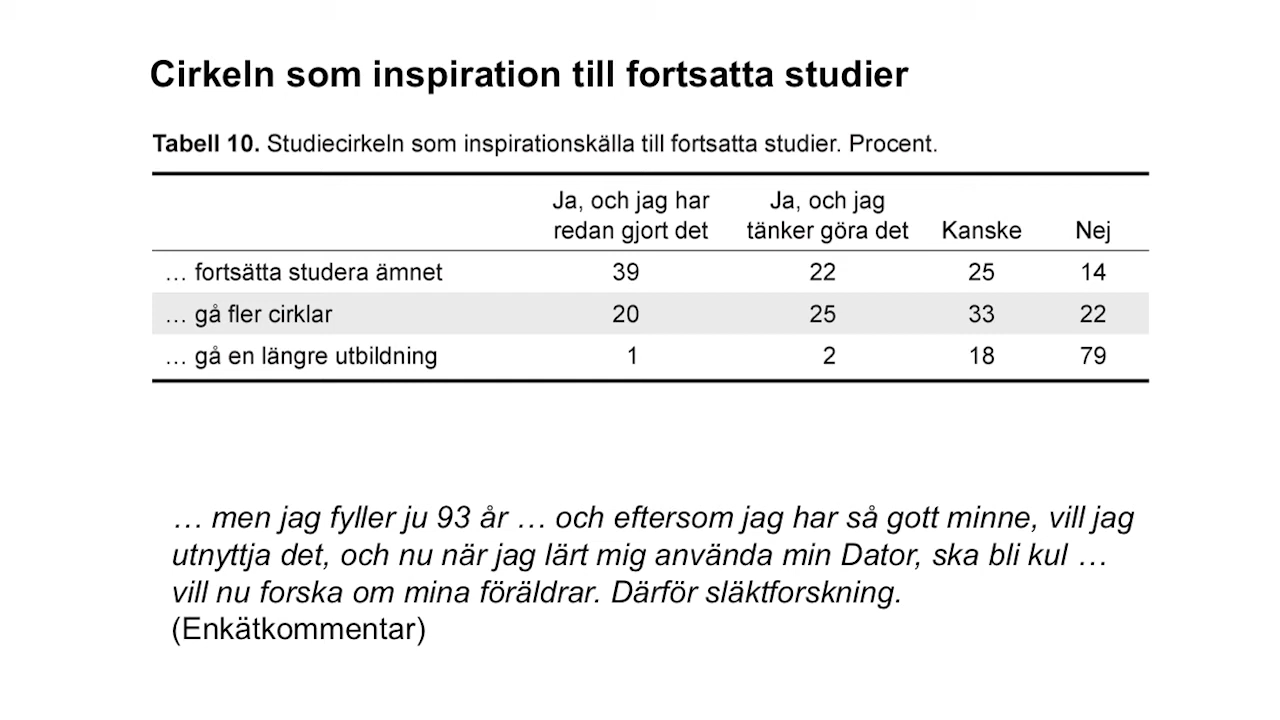 Cirkeln som inspiration till fortsatta studier
Tabell 10. Studiecirkeln som inspirationskälla till fortsatta studier. Procent.
Ja, och jag har redan gjort det Ja, och jag tänker göra det Kanske Nej
… fortsätta studera ämnet 39 22 25 14
… gå fler cirklar 20 25 33 22
… gå en längre utbildning 1 2 18 79
… men jag fyller ju 93 år … och eftersom jag har så gott minne, vill jag
utnyttja det, och nu när jag lärt mig använda min Dator, ska bli kul …
vill nu forska om mina föräldrar. Därför släktforskning.
(Enkätkommentar)